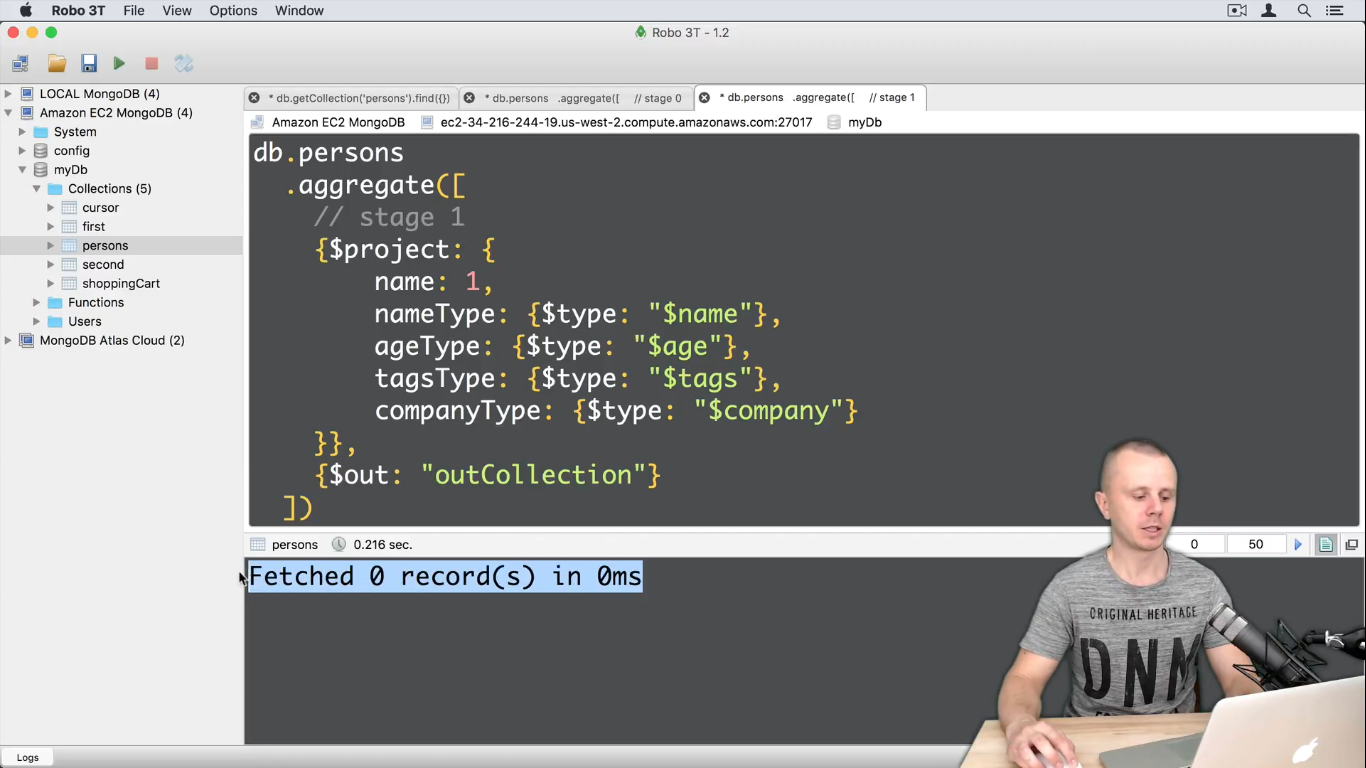 Robo 3T File View Options Window
Robo 3T - 1.2
LOCAL MongoDB (4)
Amazon EC2 MongoDB (4)
System
config
myDb
Collections (5)
cursor
first
persons
second
shoppingCart
Functions
Users
MongoDB Atlas Cloud (2)
* db.getCollection('persons').find({}) * db.persons .aggregate([ // stage 0 * db.persons .aggregate([ // stage 1
Amazon EC2 MongoDB ec2-34-216-244-19.us-west-2.compute.amazonaws.com:27017 myDb
db.persons
.aggregate([
// stage 1
{$project: {
name: 1,
nameType: {$type: "$name"},
ageType: {$type: "$age"},
tagsType: {$type: "$tags"},
companyType: {$type: "$company"}
}},
{$out: "outCollection"}
])
persons 0.216 sec. 0 50
Fetched 0 record(s) in 0ms
ORIGINAL HERITAGE
DNM
Logs